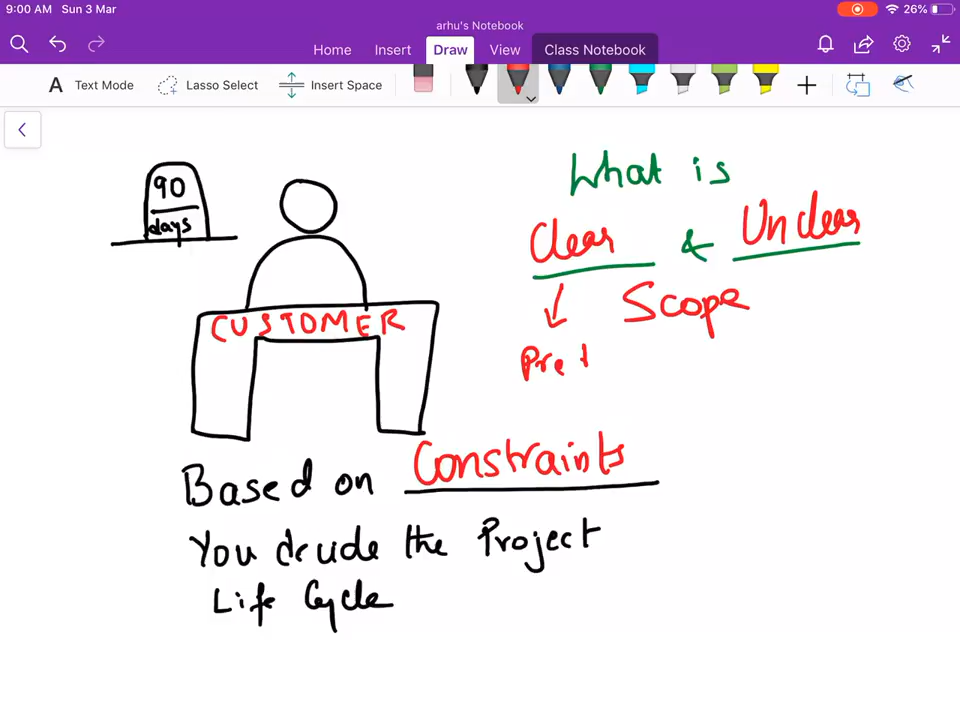 9:00 AM Sun 3 Mar
26%
arhu's Notebook
Home Insert Draw View Class Notebook
A Text Mode Lasso Select Insert Space
90
days
CUSTOMER
What is
Clear & Unclear
Scope
Pre
Based on Constraints
You decide the Project
Life Cycle